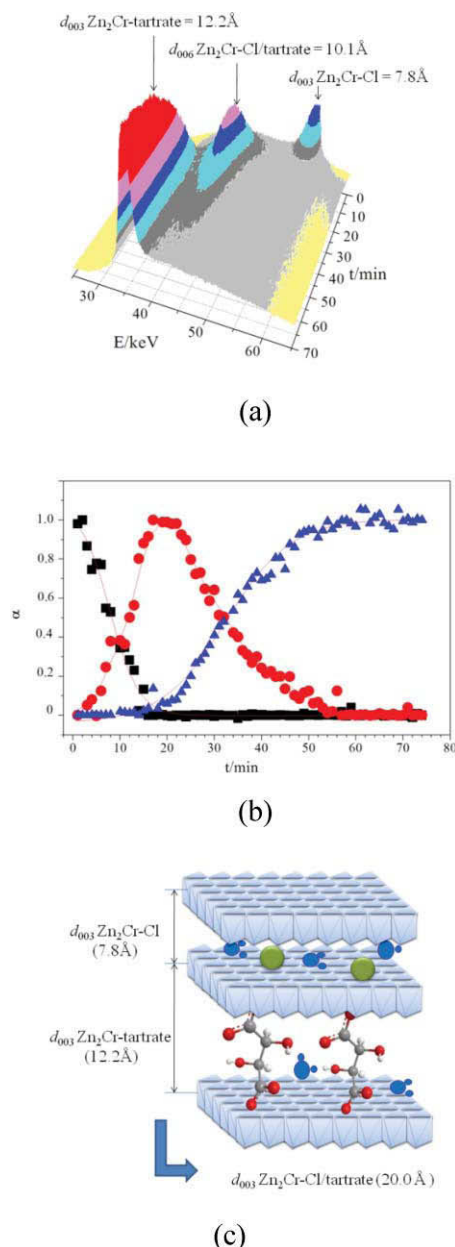 d003 Zn2Cr-tartrate = 12.2Å
d006 Zn2Cr-Cl/tartrate = 10.1Å
d003 Zn2Cr-Cl = 7.8Å
0
10
20
30
40
50
60
70
t/min
30
40
50
60
E/keV
(a)
1.0
0.8
0.6
0.4
0.2
0
α
0 10 20 30 40 50 60 70 80
t/min
(b)
d003 Zn2Cr-Cl
(7.8Å)
d003 Zn2Cr-tartrate
(12.2Å)
d003 Zn2Cr-Cl/tartrate (20.0 Å)
(c)